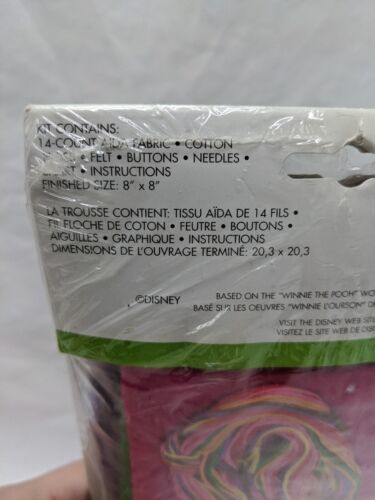 KIT CONTAINS:
14-COUNT AIDA FABRIC • COTTON
FLOSS • FELT • BUTTONS • NEEDLES •
CHART • INSTRUCTIONS
FINISHED SIZE: 8" x 8"
LA TROUSSE CONTIENT: TISSU AÏDA DE 14 FILS •
FIL FLOCHE DE COTON • FEUTRE • BOUTONS •
AIGUILLES • GRAPHIQUE • INSTRUCTIONS
DIMENSIONS DE L'OUVRAGE TERMINÉ: 20,3 x 20,3
©DISNEY
BASED ON THE "WINNIE THE POOH" WO
BASÉ SUR LES OEUVRES "WINNIE L'OURSON" DE
VISIT THE DISNEY WEB SITE
VISITEZ LE SITE WEB DE DIS